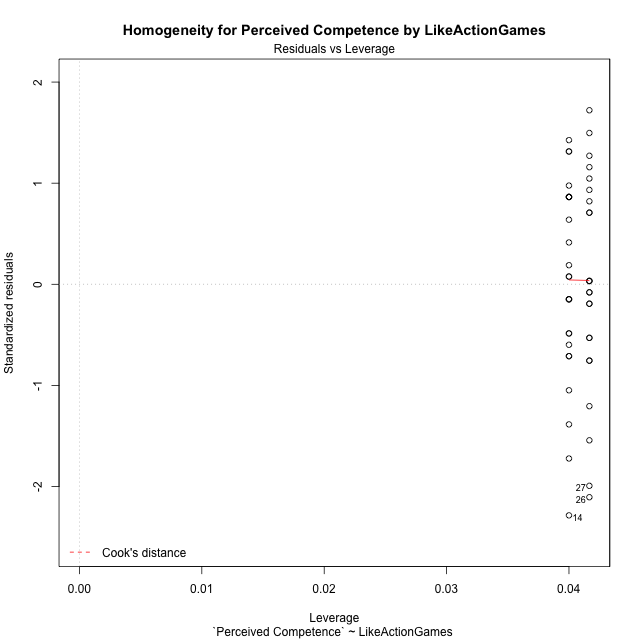 Homogeneity for Perceived Competence by LikeActionGames
Residuals vs Leverage
2
1
0
-1
-2
Standardized residuals
27
26
14
Cook's distance
0.00 0.01 0.02 0.03 0.04
Leverage
`Perceived Competence` ~ LikeActionGames